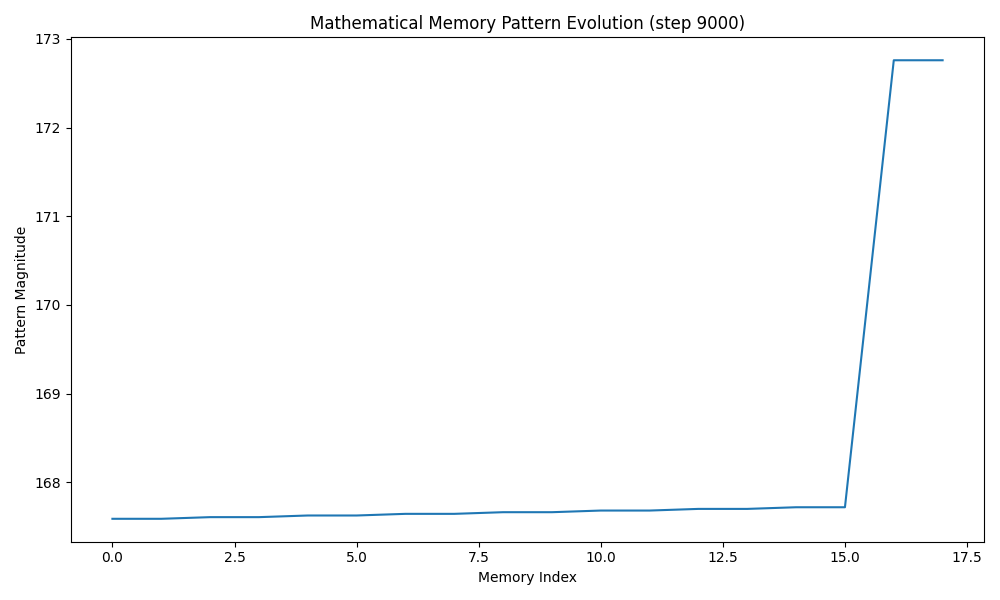 Mathematical Memory Pattern Evolution (step 9000)
173
172
171
170
169
168
Pattern Magnitude
0.0 2.5 5.0 7.5 10.0 12.5 15.0 17.5
Memory Index